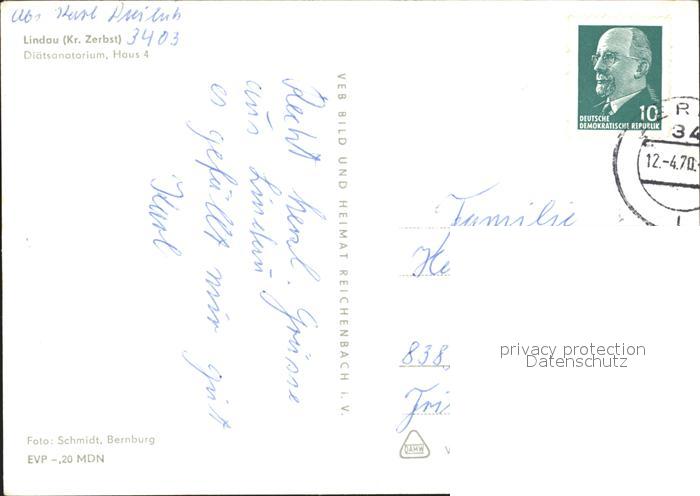 Abs. Karl
Lindau (Kr. Zerbst) 3403
Diätsanatorium, Haus 4
Recht herzl. Grüsse
aus Lindau
es gefällt mir gut
Karl
VEB BILD UND HEIMAT REICHENBACH i. V.
10
DEUTSCHE
DEMOKRATISCHE REPUBLIK
34
12.-4.70.
Familie
He
838
privacy protection
Datenschutz
Foto: Schmidt, Bernburg
EVP -,20 MDN
DAMW
V